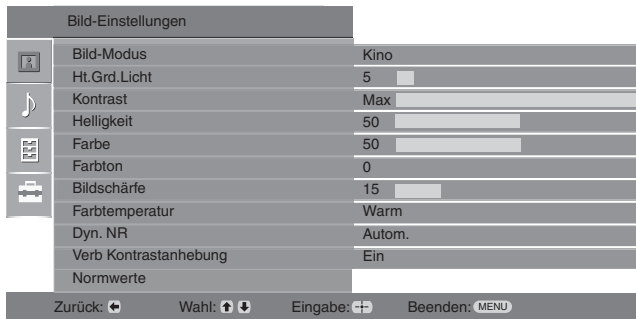 Bild-Einstellungen
Bild-Modus Kino
Ht.Grd.Licht 5
Kontrast Max
Helligkeit 50
Farbe 50
Farbton 0
Bildschärfe 15
Farbtemperatur Warm
Dyn. NR Autom.
Verb Kontrastanhebung Ein
Normwerte
Zurück: Wahl: Eingabe: Beenden: MENU